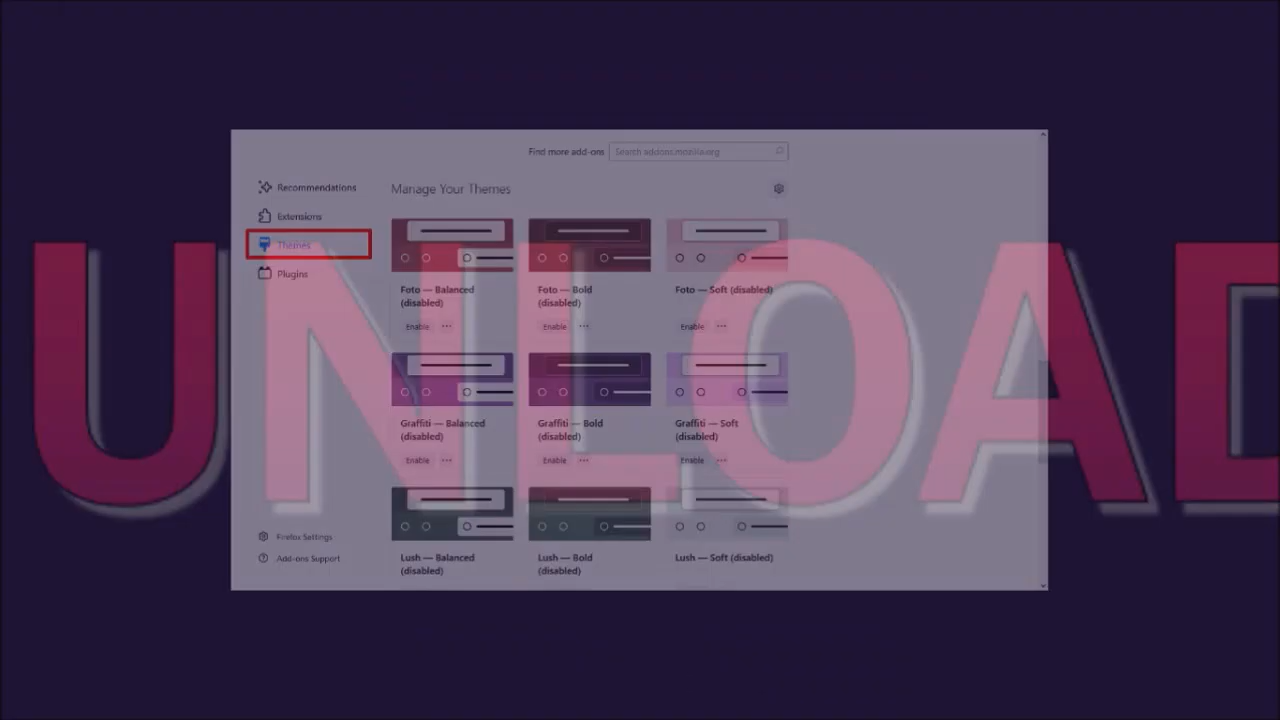 Find more add-ons Search addons.mozilla.org
Recommendations
Extensions
Themes
Plugins
Firefox Settings
Add-ons Support
Manage Your Themes
Foto — Balanced (disabled)
Enable ...
Foto — Bold (disabled)
Enable ...
Foto — Soft (disabled)
Enable ...
Graffiti — Balanced (disabled)
Enable ...
Graffiti — Bold (disabled)
Enable ...
Graffiti — Soft (disabled)
Enable ...
Lush — Balanced (disabled)
Lush — Bold (disabled)
Lush — Soft (disabled)
UNLOAD